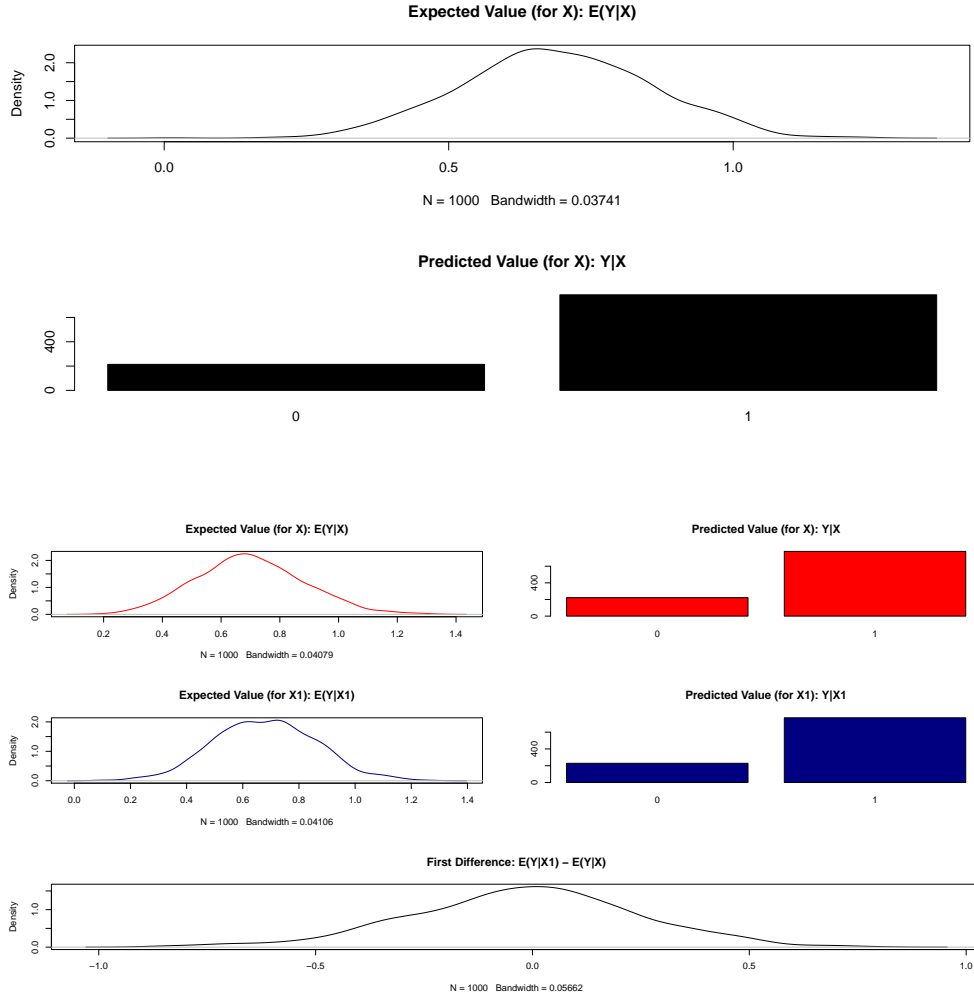 Expected Value (for X): E(Y|X)
Density
2.0
1.0
0.0
0.0 0.5 1.0
N = 1000 Bandwidth = 0.03741
Predicted Value (for X): Y|X
400
0
0 1
Expected Value (for X): E(Y|X)
Density
2.0
1.0
0.0
0.2 0.4 0.6 0.8 1.0 1.2 1.4
N = 1000 Bandwidth = 0.04079
Predicted Value (for X): Y|X
400
0
0 1
Expected Value (for X1): E(Y|X1)
Density
2.0
1.0
0.0
0.0 0.2 0.4 0.6 0.8 1.0 1.2 1.4
N = 1000 Bandwidth = 0.04106
Predicted Value (for X1): Y|X1
400
0
0 1
First Difference: E(Y|X1) − E(Y|X)
Density
1.0
0.0
−1.0 −0.5 0.0 0.5 1.0
N = 1000 Bandwidth = 0.05662